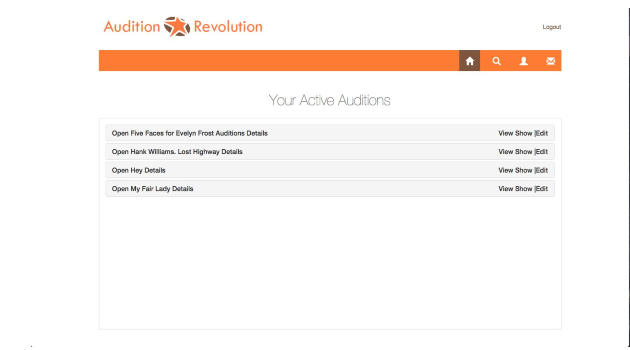 Audition Revolution
Logout
Your Active Auditions
Open Five Faces for Evelyn Frost Auditions Details View Show |Edit
Open Hank Williams. Lost Highway Details View Show |Edit
Open Hey Details View Show |Edit
Open My Fair Lady Details View Show |Edit